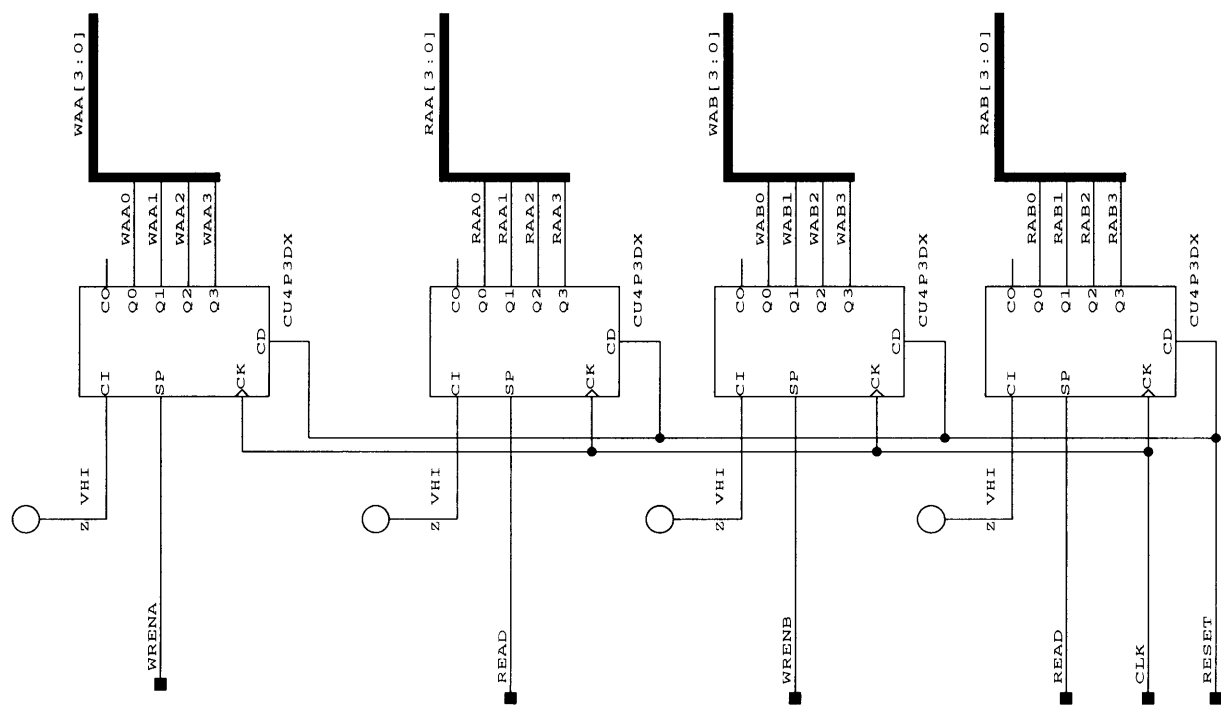 WAA[3:0]
WAA0
WAA1
WAA2
WAA3
CU4P3DX
CO
Q0
Q1
Q2
Q3
CD
CI
SP
CK
VHI
Z
WRENA
RAA[3:0]
RAA0
RAA1
RAA2
RAA3
CU4P3DX
CO
Q0
Q1
Q2
Q3
CD
CI
SP
CK
VHI
Z
READ
WAB[3:0]
WAB0
WAB1
WAB2
WAB3
CU4P3DX
CO
Q0
Q1
Q2
Q3
CD
CI
SP
CK
VHI
Z
WRENB
RAB[3:0]
RAB0
RAB1
RAB2
RAB3
CU4P3DX
CO
Q0
Q1
Q2
Q3
CD
CI
SP
CK
VHI
Z
READ
CLK
RESET